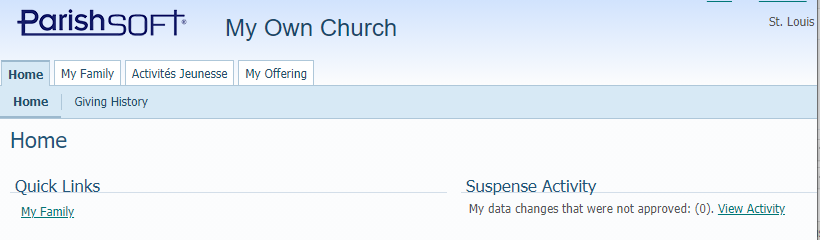 ParishSOFT®
My Own Church
St. Louis
Home My Family Activités Jeunesse My Offering
Home Giving History
Home
Quick Links
My Family
Suspense Activity
My data changes that were not approved: (0). View Activity